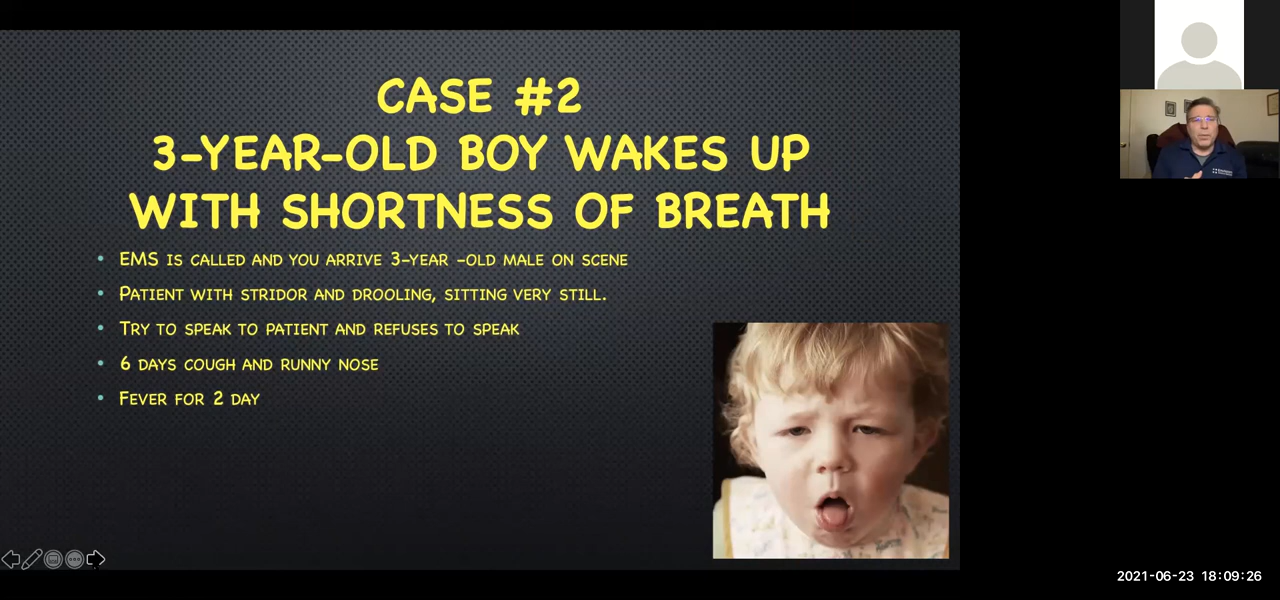 CASE #2
3-YEAR-OLD BOY WAKES UP
WITH SHORTNESS OF BREATH
• EMS IS CALLED AND YOU ARRIVE 3-YEAR -OLD MALE ON SCENE
• PATIENT WITH STRIDOR AND DROOLING, SITTING VERY STILL.
• TRY TO SPEAK TO PATIENT AND REFUSES TO SPEAK
• 6 DAYS COUGH AND RUNNY NOSE
• FEVER FOR 2 DAY
2021-06-23 18:09:26